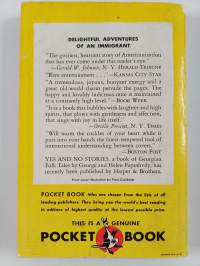 DELIGHTFUL ADVENTURES
OF AN IMMIGRANT
"The gayest, heartiest story of Americanization
that has ever come under this reader's eye."
—Gerald W. Johnson, N. Y. HERALD TRIBUNE
"Rare entertainment . . ."—KANSAS CITY STAR
"A tremendous, joyous, buoyant energy and a
great old-world charm pervade the pages. The
happy and lovably ludicrous note is maintained
at a constantly high level."—BOOK WEEK
"It is a book that bubbles with laughter and high
spirits, that glows with gentleness and affection,
that sings with joy in life itself."
—Orville Prescott, N. Y. TIMES
"Will warm the cockles of your heart while it
puts into your hands the finest tempered tool of
international understanding between covers."
—BOSTON POST
YES AND NO STORIES, a book of Georgian
Folk Tales by George and Helen Papashvily, has
recently been published by Harper & Brothers.
POCKET BOOK titles are chosen from the lists of all
leading publishers. They bring you the world's best reading
in editions of highest quality at the lowest possible price.
THIS IS A GENUINE
POCKET BOOK